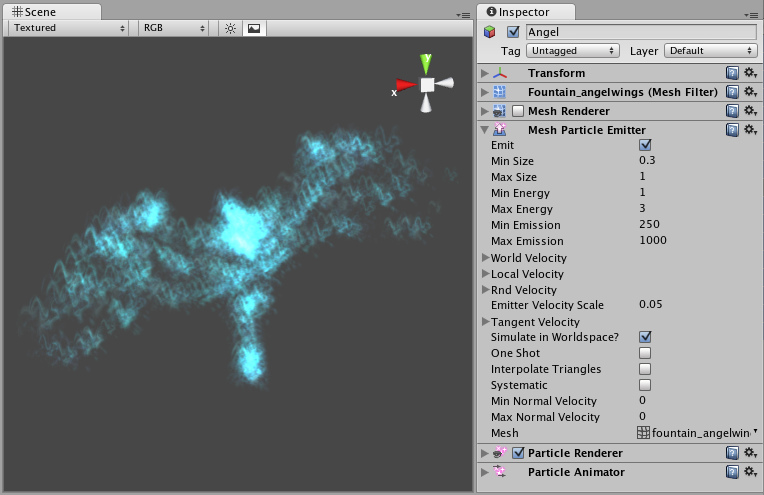 Scene
Textured
RGB
y
x
Inspector
Angel
Tag Untagged Layer Default
Transform
Fountain_angelwings (Mesh Filter)
Mesh Renderer
Mesh Particle Emitter
Emit
Min Size 0.3
Max Size 1
Min Energy 1
Max Energy 3
Min Emission 250
Max Emission 1000
World Velocity
Local Velocity
Rnd Velocity
Emitter Velocity Scale 0.05
Tangent Velocity
Simulate in Worldspace?
One Shot
Interpolate Triangles
Systematic
Min Normal Velocity 0
Max Normal Velocity 0
Mesh fountain_angelwin
Particle Renderer
Particle Animator